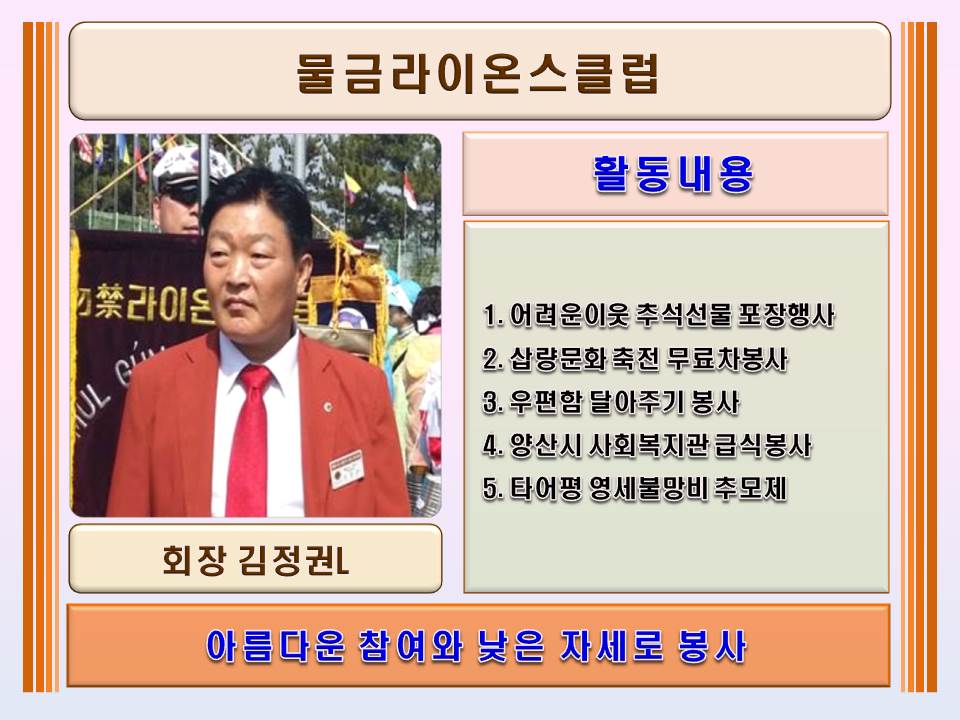 물금라이온스클럽
활동내용
禁라이온
1. 어려운이웃 추석선물 포장행사
2. 삽량문화 축전 무료차봉사
3. 우편함 달아주기 봉사
4. 양산시 사회복지관 급식봉사
5. 타어평 영세불망비 추모제
회장 김정권L
아름다운 참여와 낮은 자세로 봉사